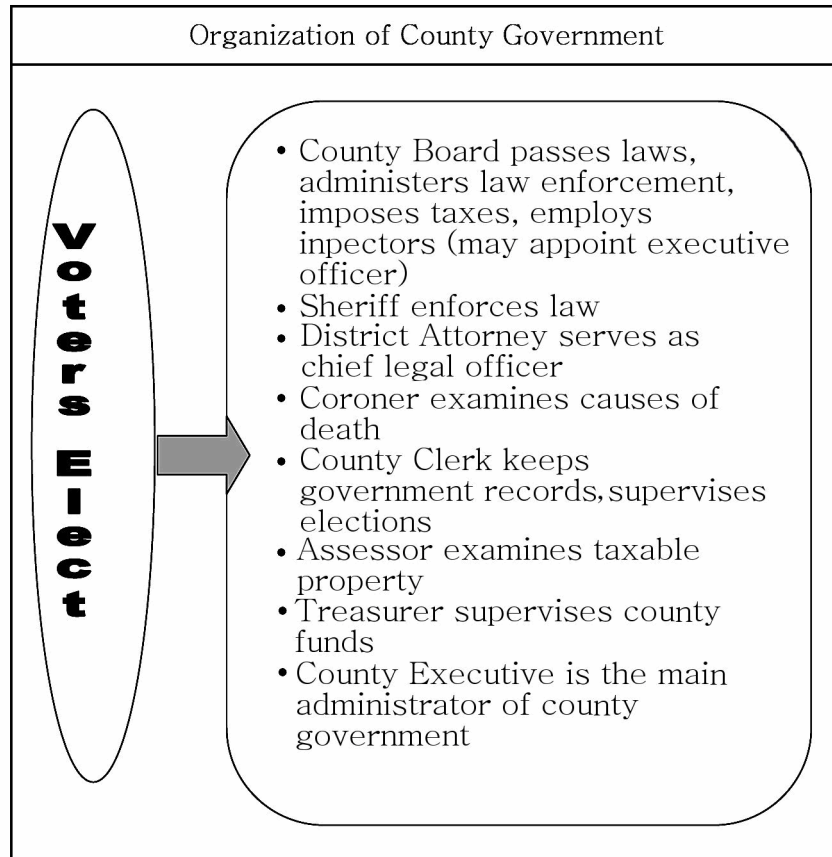 Organization of County Government
Voters Elect
• County Board passes laws,
administers law enforcement,
imposes taxes, employs
inpectors (may appoint executive
officer)
• Sheriff enforces law
• District Attorney serves as
chief legal officer
• Coroner examines causes of
death
• County Clerk keeps
government records, supervises
elections
• Assessor examines taxable
property
• Treasurer supervises county
funds
• County Executive is the main
administrator of county
government